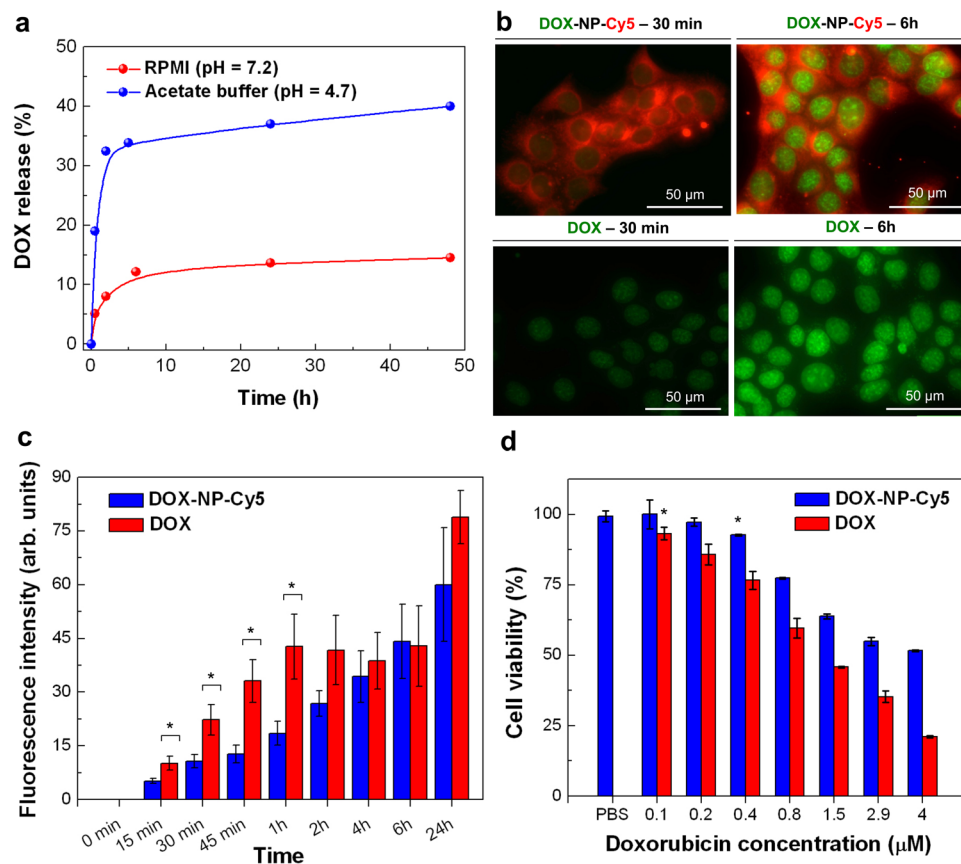 a
DOX release (%)
50
40
30
20
10
0
RPMI (pH = 7.2)
Acetate buffer (pH = 4.7)
0 10 20 30 40 50
Time (h)
b
DOX-NP-Cy5 – 30 min
DOX-NP-Cy5 – 6h
50 µm
50 µm
DOX – 30 min
DOX – 6h
50 µm
50 µm
c
Fluorescence intensity (arb. units)
90
75
60
45
30
15
0
DOX-NP-Cy5
DOX
* * * *
0 min 15 min 30 min 45 min 1h 2h 4h 6h 24h
Time
d
Cell viability (%)
100
75
50
25
0
DOX-NP-Cy5
DOX
* *
PBS 0.1 0.2 0.4 0.8 1.5 2.9 4
Doxorubicin concentration (µM)